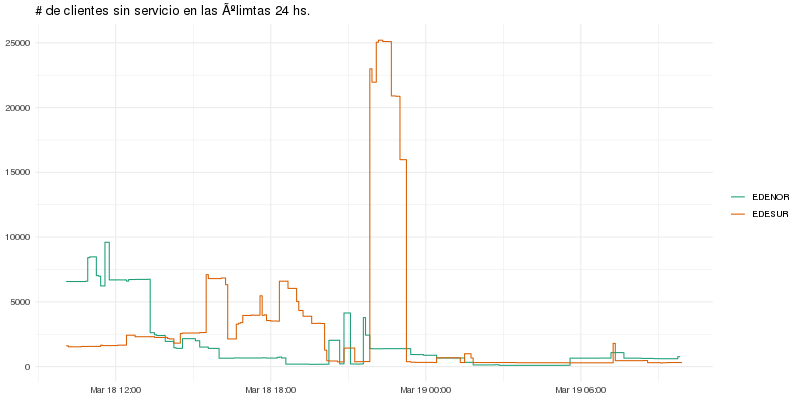 # de clientes sin servicio en las Ãºlimtas 24 hs.
25000
20000
15000
10000
5000
0
Mar 18 12:00 Mar 18 18:00 Mar 19 00:00 Mar 19 06:00
EDENOR
EDESUR